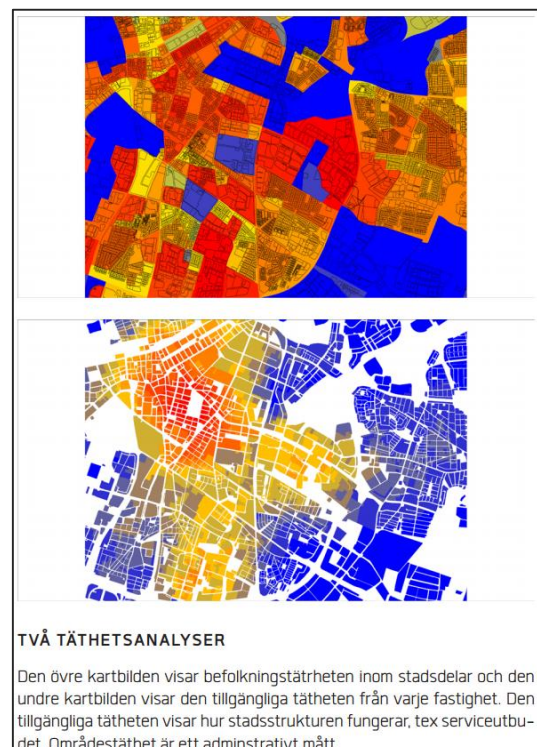 TVÅ TÄTHETSANALYSER
Den övre kartbilden visar befolkningstätrheten inom stadsdelar och den
undre kartbilden visar den tillgängliga tätheten från varje fastighet. Den
tillgängliga tätheten visar hur stadsstrukturen fungerar, tex serviceutbu-
det. Områdestäthet är ett adminstrativt mått.